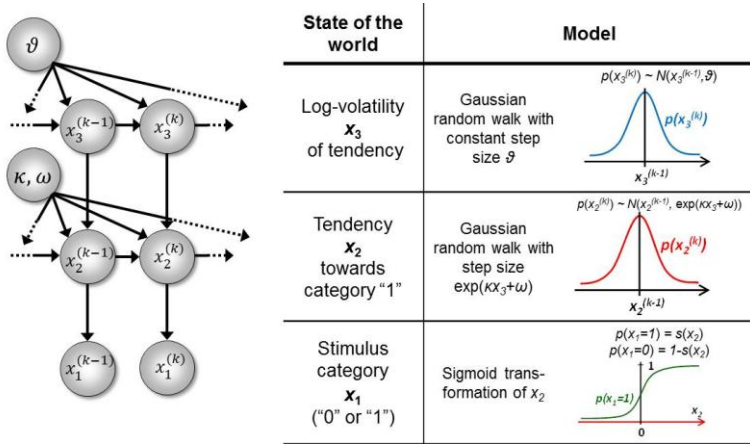 ϑ
x₃⁽ᵏ⁻¹⁾ x₃⁽ᵏ⁾
κ, ω
x₂⁽ᵏ⁻¹⁾ x₂⁽ᵏ⁾
x₁⁽ᵏ⁻¹⁾ x₁⁽ᵏ⁾
State of the
world
Model
Log-volatility
x₃
of tendency
Gaussian
random walk with
constant step
size ϑ
p(x₃⁽ᵏ⁾) ~ N(x₃⁽ᵏ⁻¹⁾,ϑ)
p(x₃⁽ᵏ⁾)
x₃⁽ᵏ⁻¹⁾
Tendency
x₂
towards
category “1”
Gaussian
random walk with
step size
exp(κx₃+ω)
p(x₂⁽ᵏ⁾) ~ N(x₂⁽ᵏ⁻¹⁾, exp(κx₃+ω))
p(x₂⁽ᵏ⁾)
x₂⁽ᵏ⁻¹⁾
Stimulus
category
x₁
(“0” or “1”)
Sigmoid trans-
formation of x₂
p(x₁=1) = s(x₂)
p(x₁=0) = 1-s(x₂)
1
p(x₁=1)
x₂
0